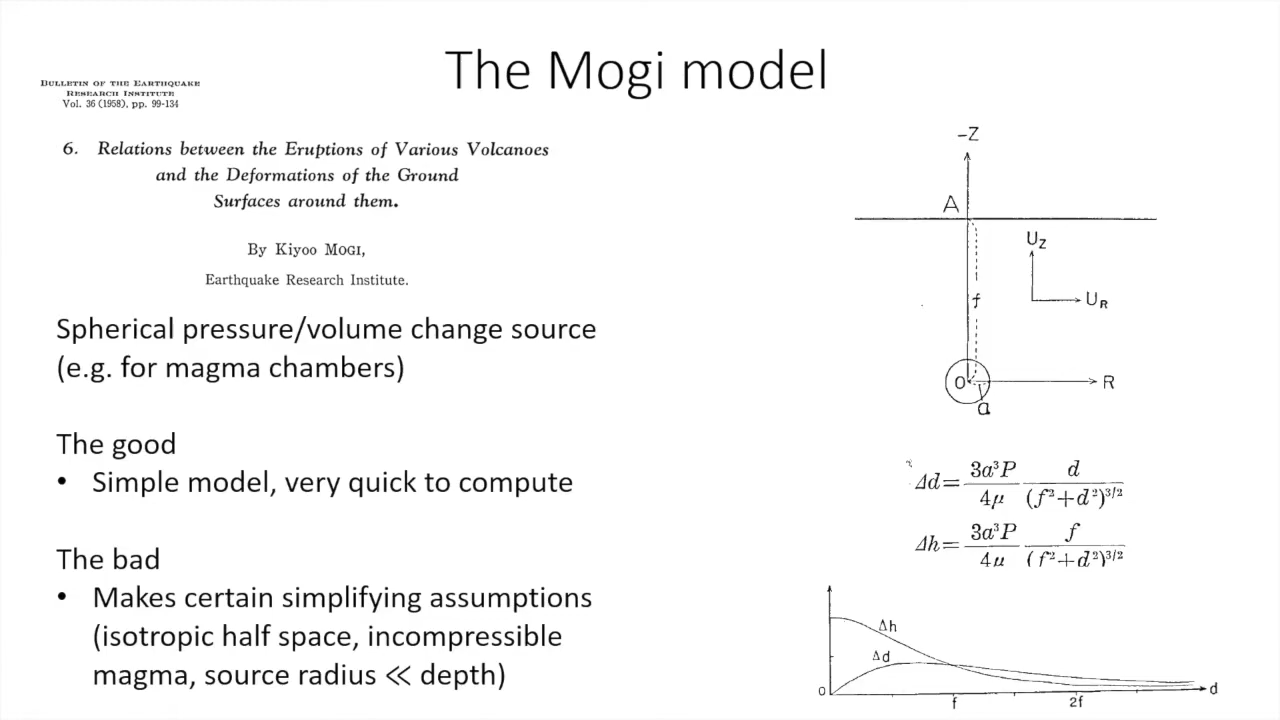 The Mogi model
BULLETIN OF THE EARTHQUAKE
RESEARCH INSTITUTE
Vol. 36 (1958), pp. 99-134
6. Relations between the Eruptions of Various Volcanoes
and the Deformations of the Ground
Surfaces around them.
By Kiyoo MOGI,
Earthquake Research Institute.
Spherical pressure/volume change source
(e.g. for magma chambers)
The good
• Simple model, very quick to compute
The bad
• Makes certain simplifying assumptions
(isotropic half space, incompressible
magma, source radius ≪ depth)
-Z
A
U_Z
f
U_R
O
R
a
Δd = 3a³P/4μ d/(f²+d²)^3/2
Δh = 3a³P/4μ f/(f²+d²)^3/2
Δh
Δd
0
f
2f
d